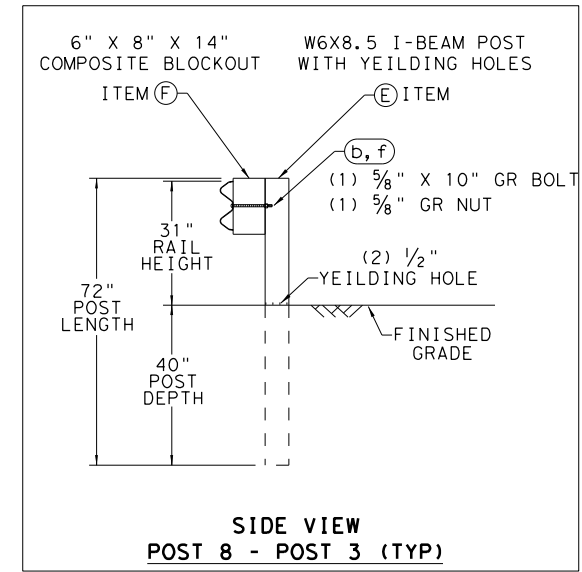 6" X 8" X 14"
COMPOSITE BLOCKOUT
ITEM F
W6X8.5 I-BEAM POST
WITH YEILDING HOLES
E ITEM
b, f
(1) 5/8" X 10" GR BOLT
(1) 5/8" GR NUT
31"
RAIL
HEIGHT
(2) 1/2"
YEILDING HOLE
72"
POST
LENGTH
FINISHED
GRADE
40"
POST
DEPTH
SIDE VIEW
POST 8 - POST 3 (TYP)